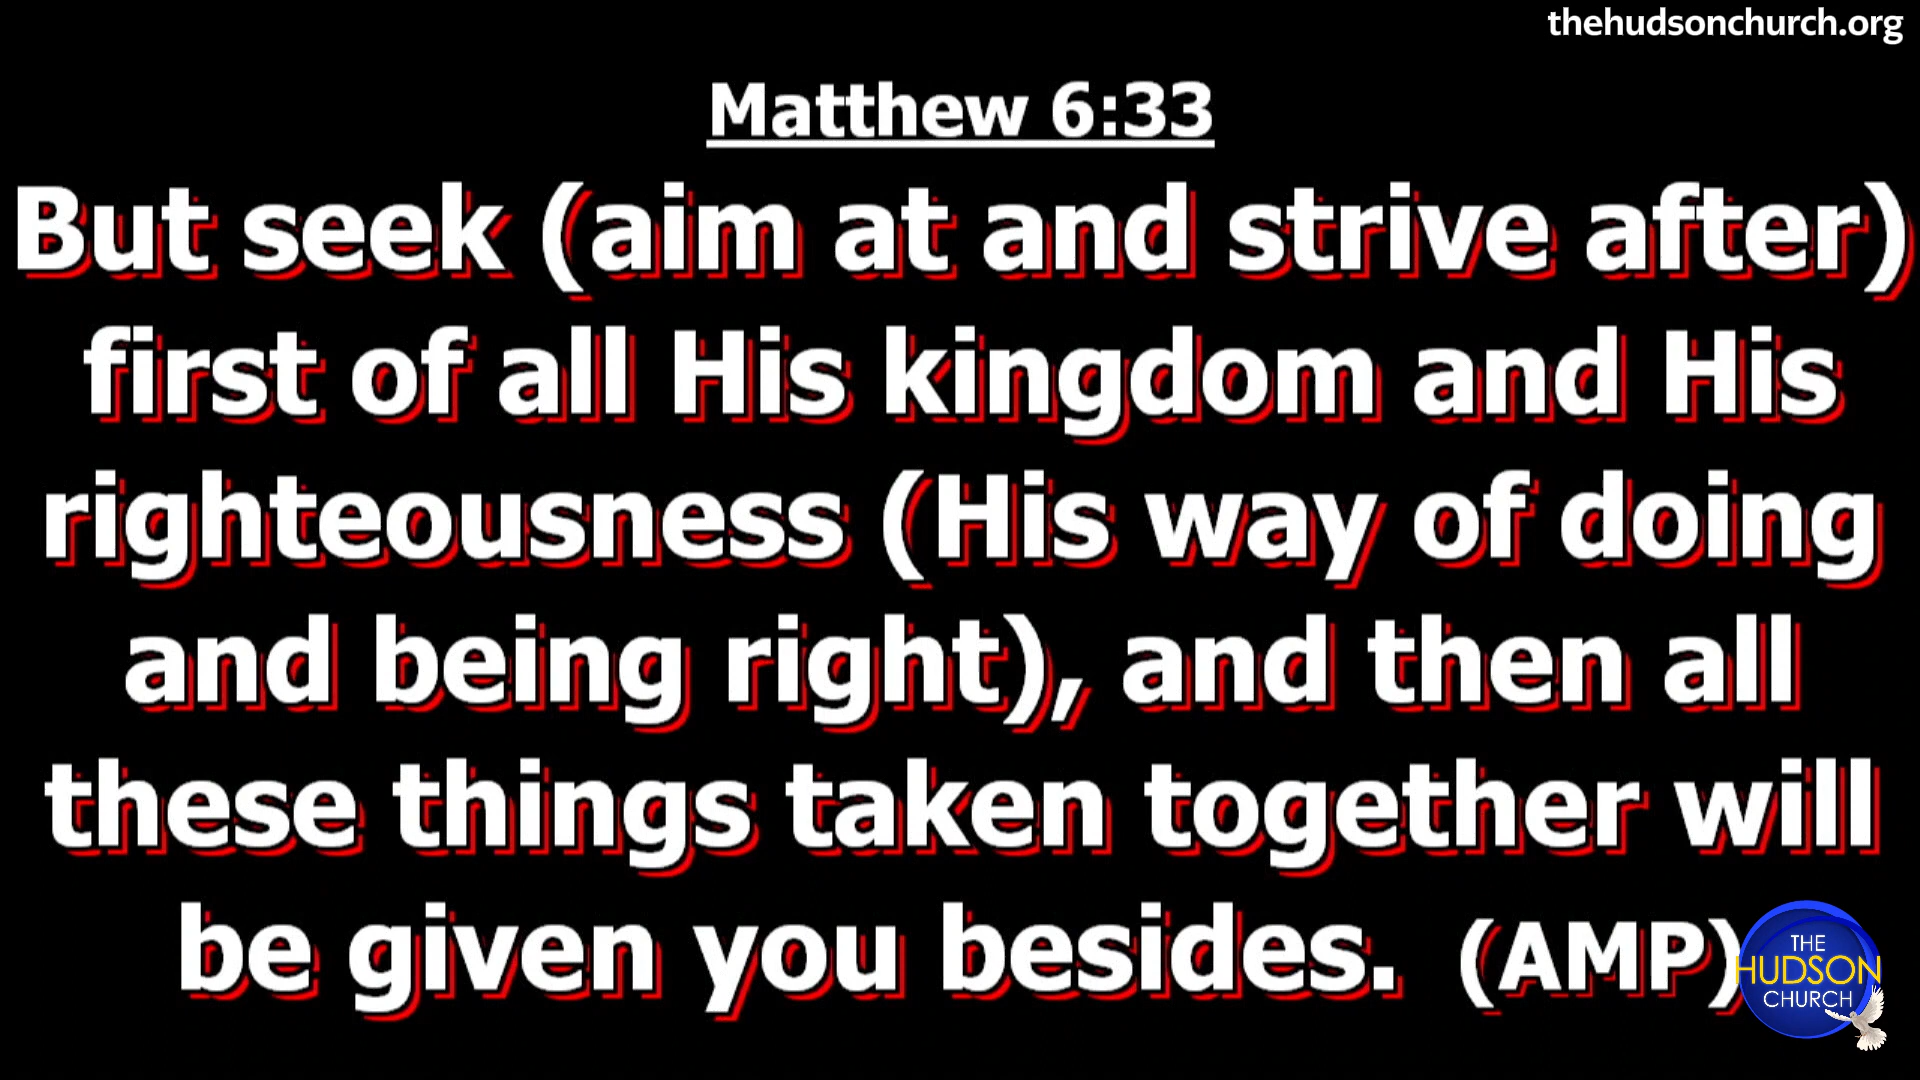 thehudsonchurch.org
Matthew 6:33
But seek (aim at and strive after)
first of all His kingdom and His
righteousness (His way of doing
and being right), and then all
these things taken together will
be given you besides. (AMP)
THE
HUDSON
CHURCH